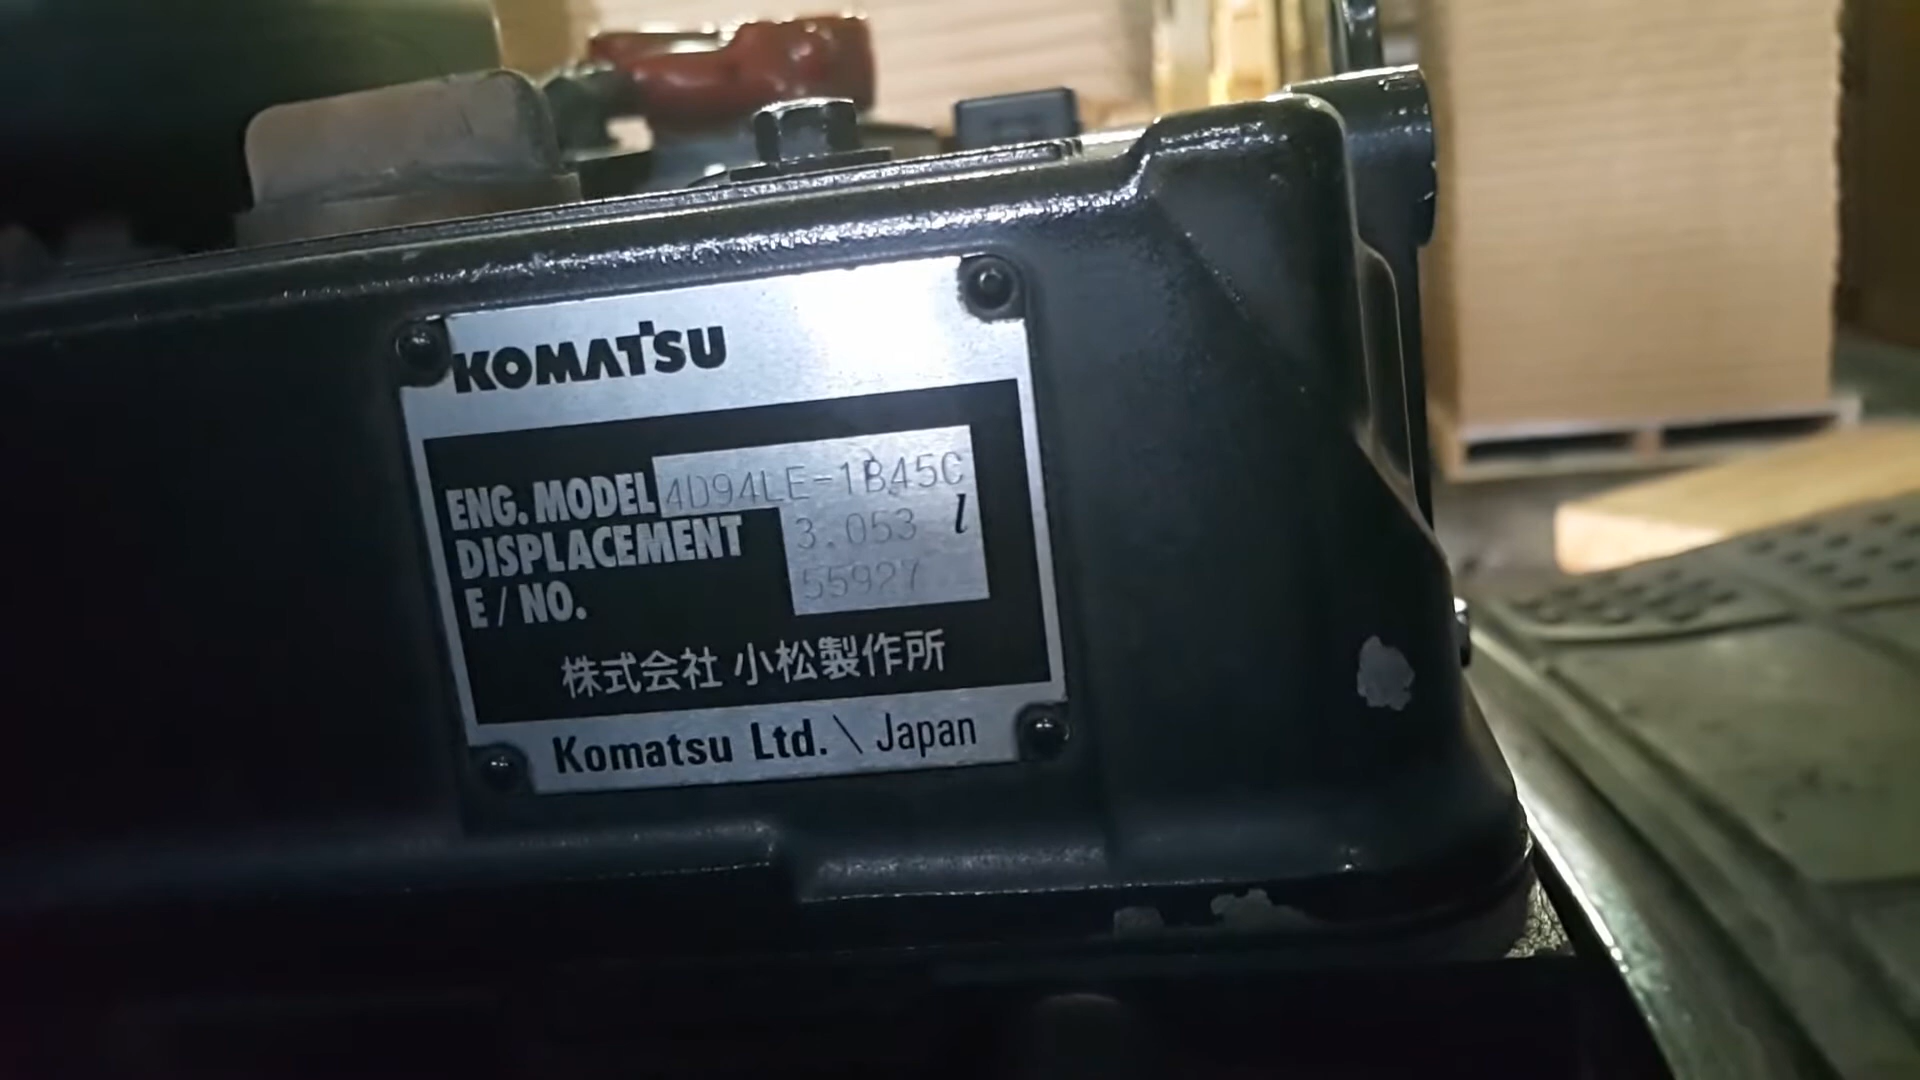 KOMATSU
ENG. MODEL 4D94LE-1B45C
DISPLACEMENT 3.053 l
E / NO. 55927
株式会社 小松製作所
Komatsu Ltd. \ Japan